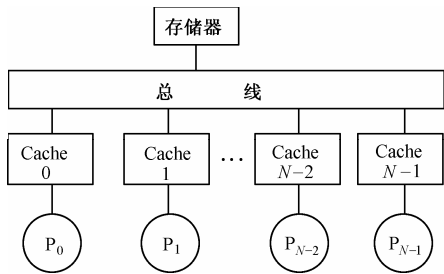 存储器
总 线
Cache 0
Cache 1
…
Cache N−2
Cache N−1
P0
P1
PN−2
PN−1